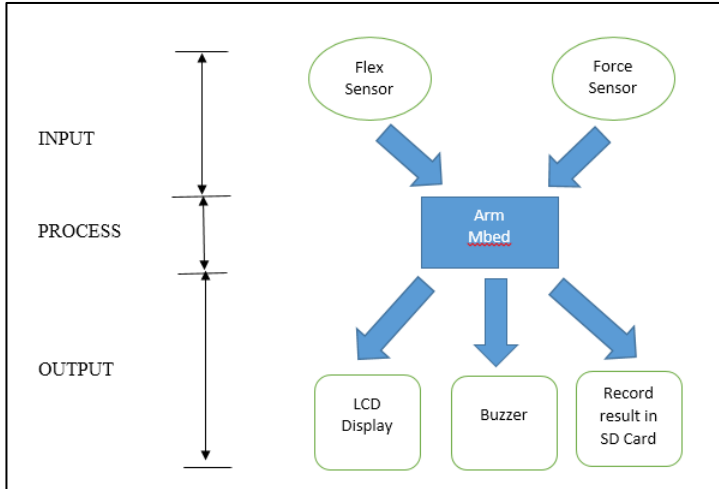 Flex
Sensor
Force
Sensor
INPUT
Arm
Mbed
PROCESS
OUTPUT
LCD
Display
Buzzer
Record
result in
SD Card